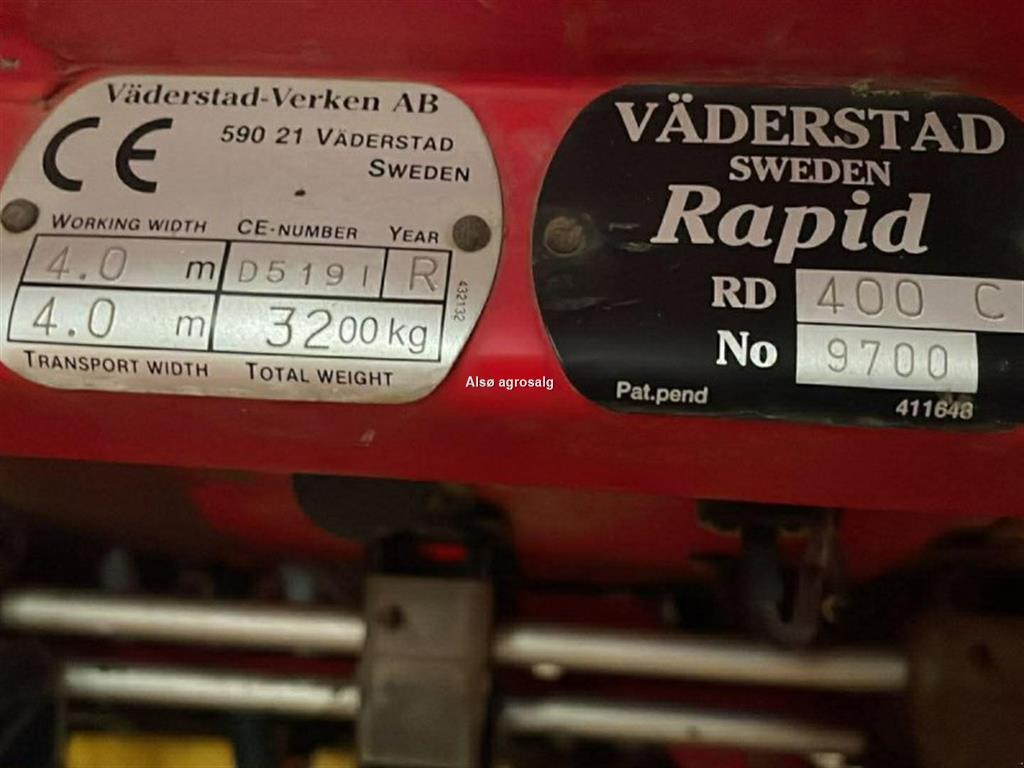 Väderstad-Verken AB
CE
590 21 VÄDERSTAD
SWEDEN
WORKING WIDTH CE-NUMBER YEAR
4.0 m D5191 R
4.0 m 3200 kg
TRANSPORT WIDTH TOTAL WEIGHT
432132
VÄDERSTAD
SWEDEN
Rapid
RD 400 C
No 9700
Pat.pend
411648
Alsø agrosalg